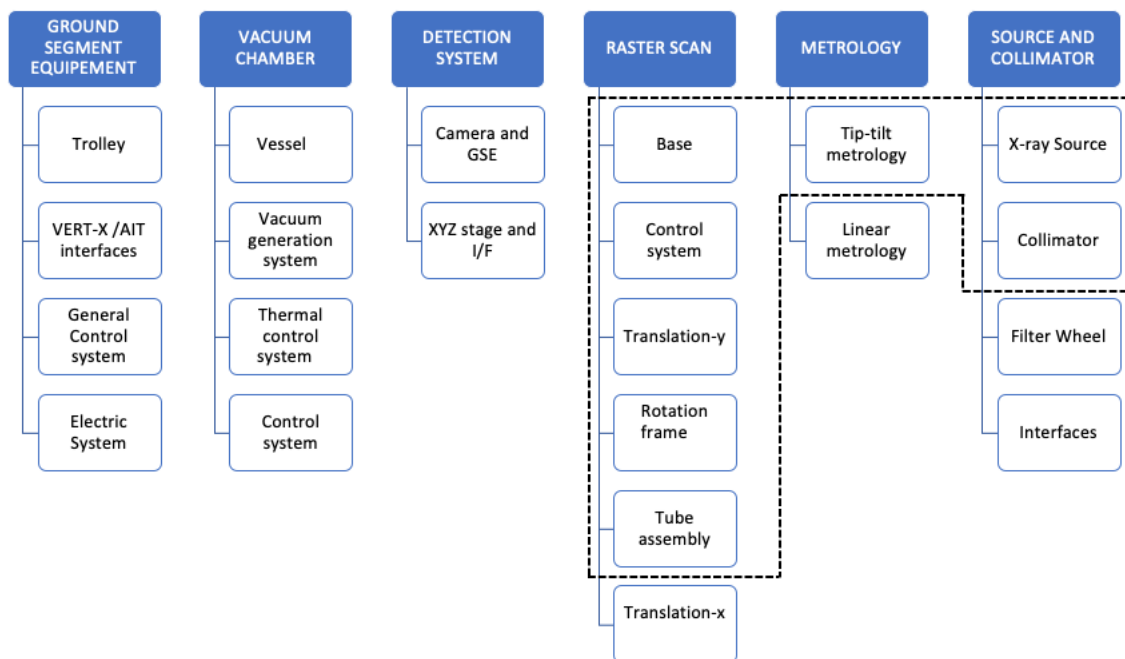 GROUND
SEGMENT
EQUIPEMENT
Trolley
VERT-X /AIT
interfaces
General
Control
system
Electric
System
VACUUM
CHAMBER
Vessel
Vacuum
generation
system
Thermal
control
system
Control
system
DETECTION
SYSTEM
Camera and
GSE
XYZ stage and
I/F
RASTER SCAN
Base
Control
system
Translation-y
Rotation
frame
Tube
assembly
Translation-x
METROLOGY
Tip-tilt
metrology
Linear
metrology
SOURCE AND
COLLIMATOR
X-ray Source
Collimator
Filter Wheel
Interfaces